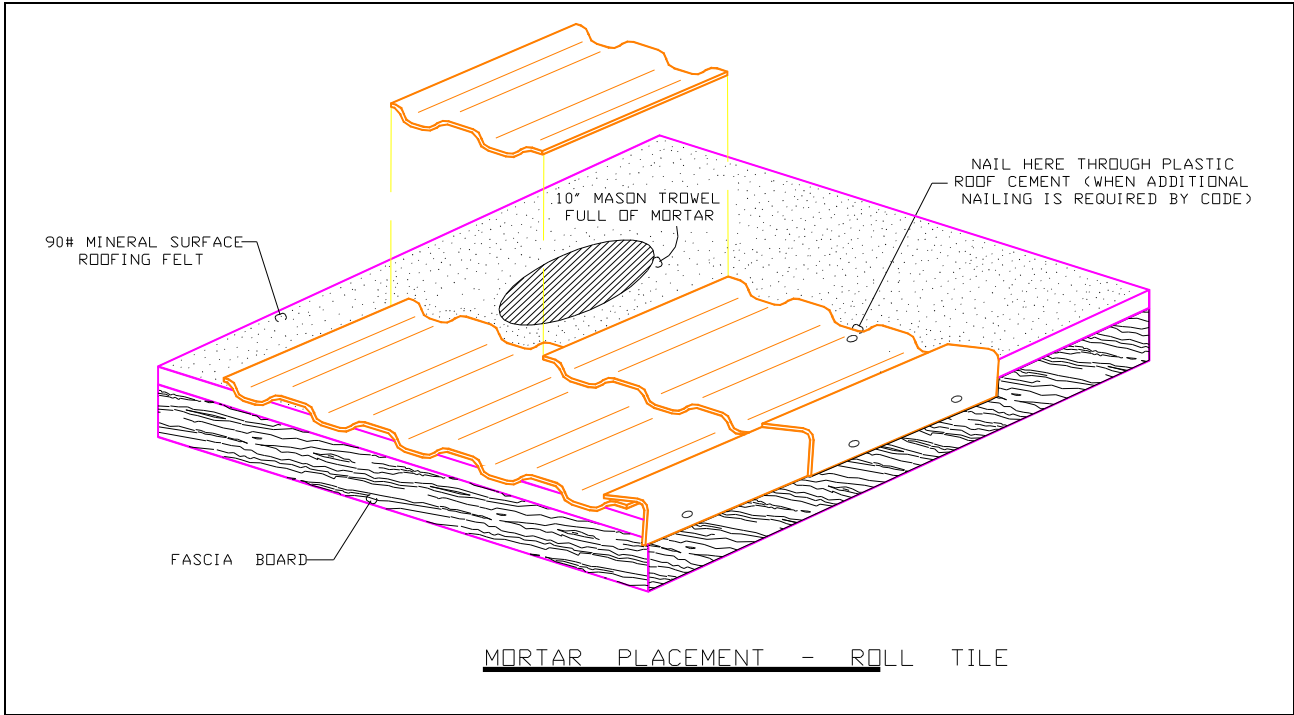 NAIL HERE THROUGH PLASTIC
ROOF CEMENT (WHEN ADDITIONAL
NAILING IS REQUIRED BY CODE)
10" MASON TROWEL
FULL OF MORTAR
90# MINERAL SURFACE
ROOFING FELT
FASCIA BOARD
MORTAR PLACEMENT - ROLL TILE